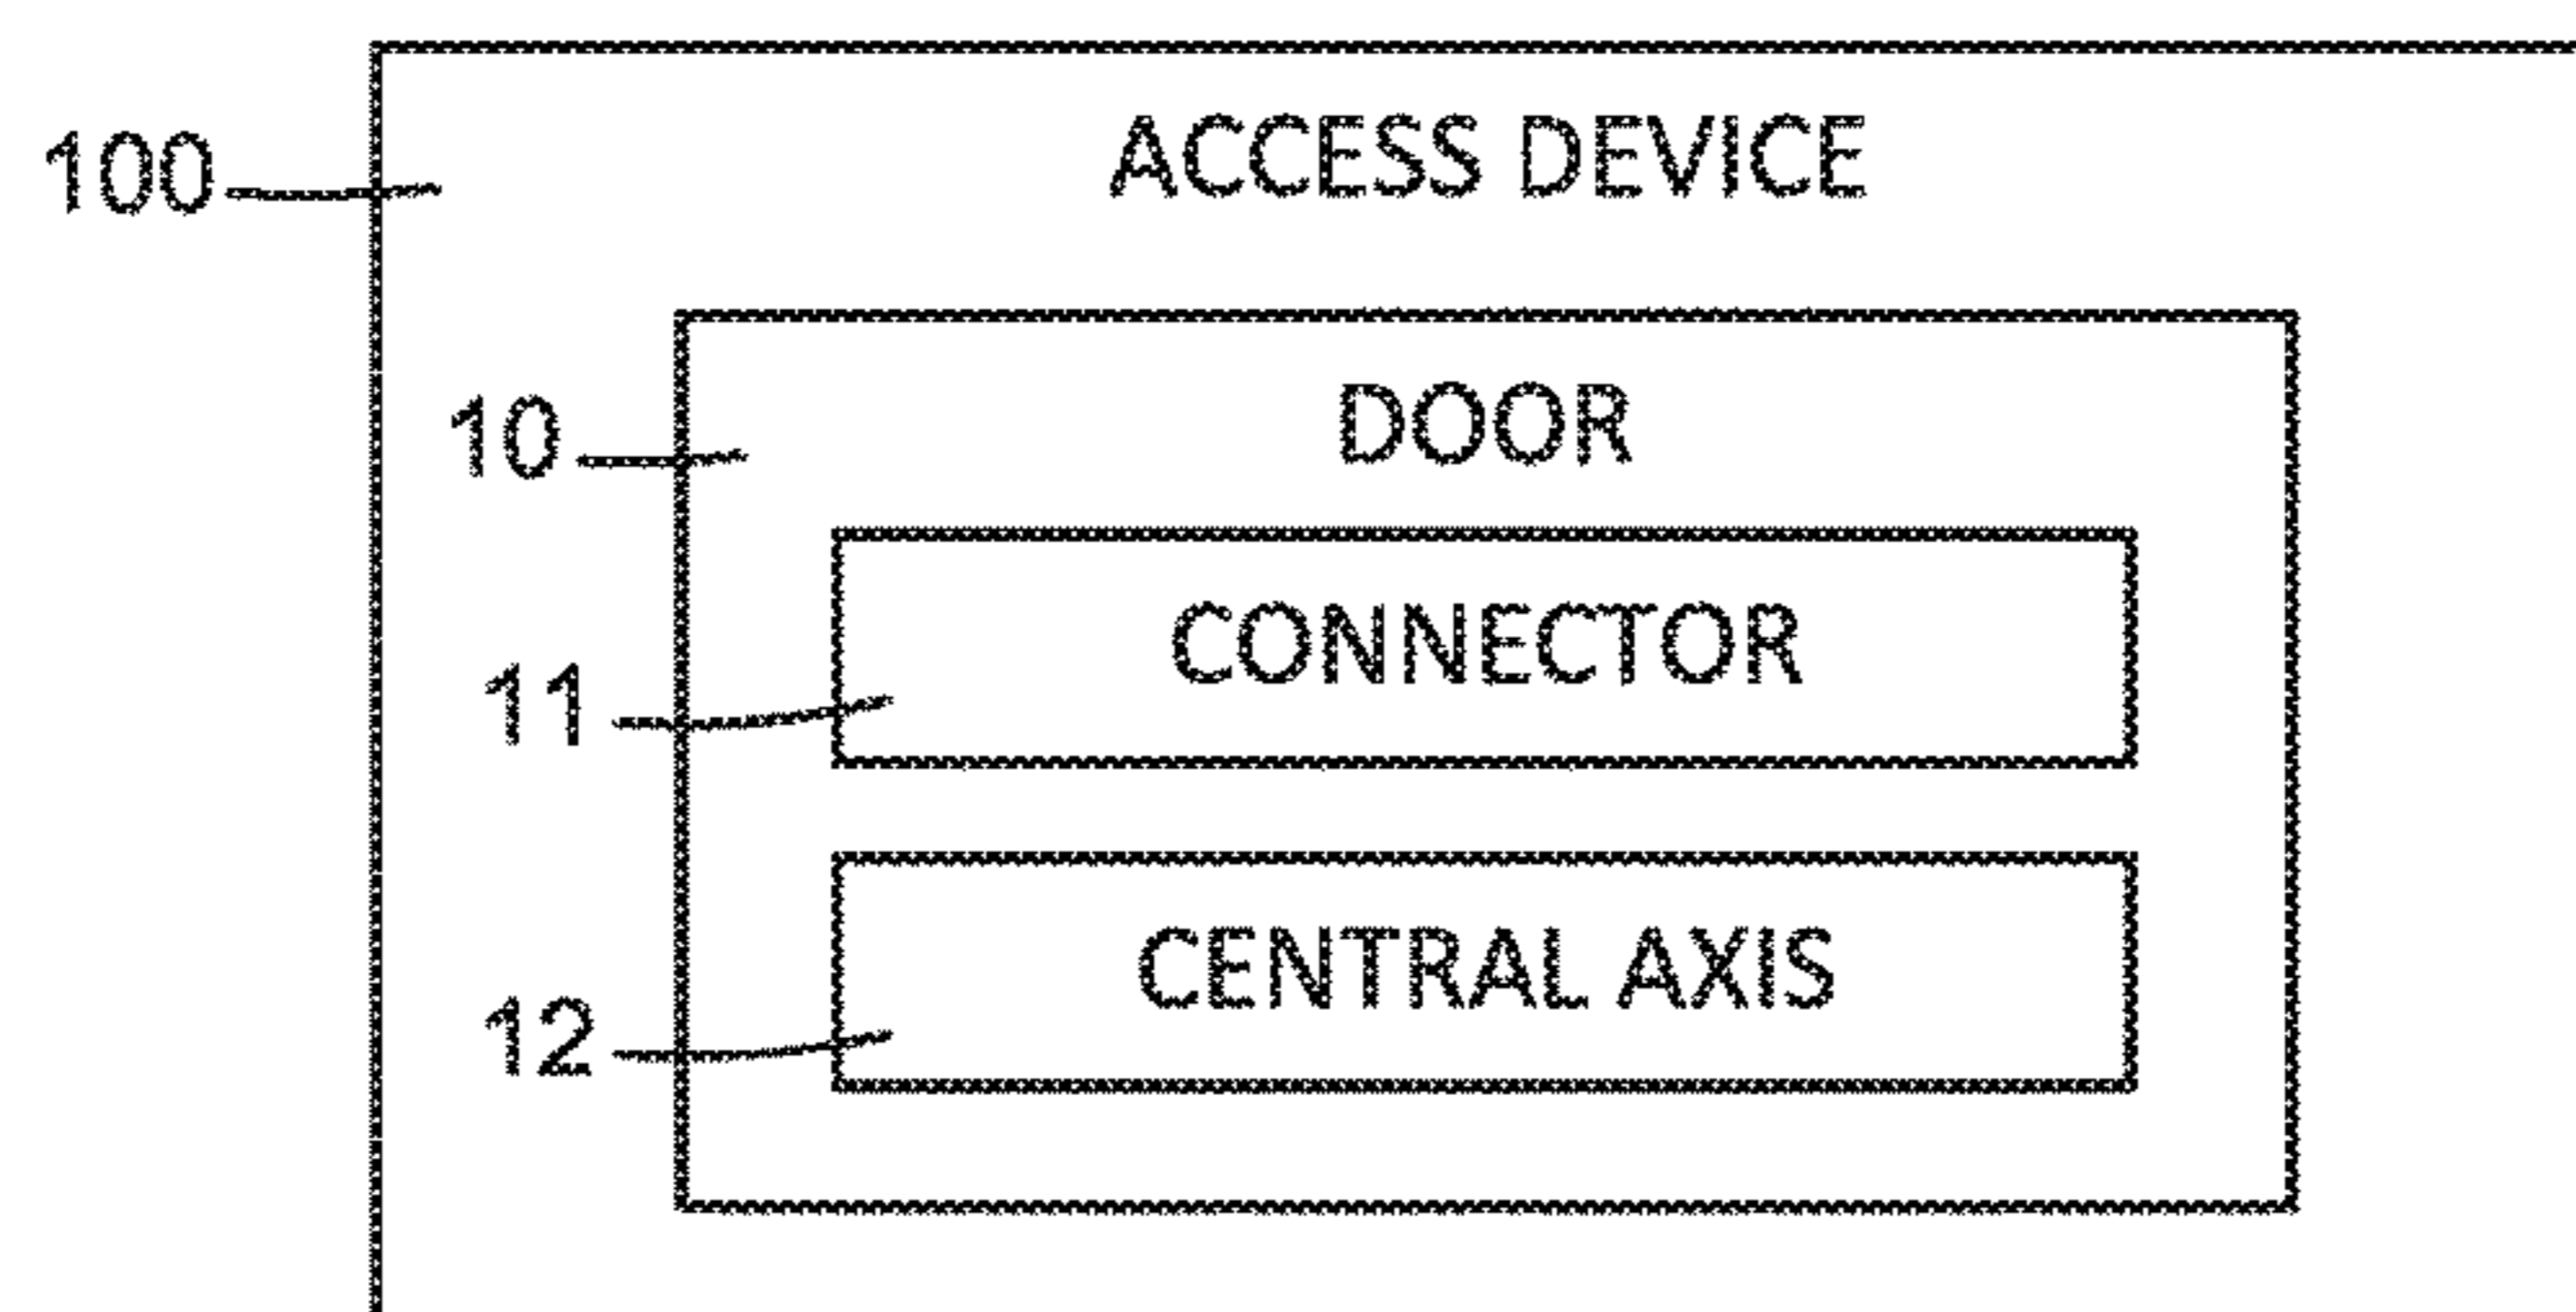 100
ACCESS DEVICE
10
DOOR
11
CONNECTOR
12
CENTRAL AXIS